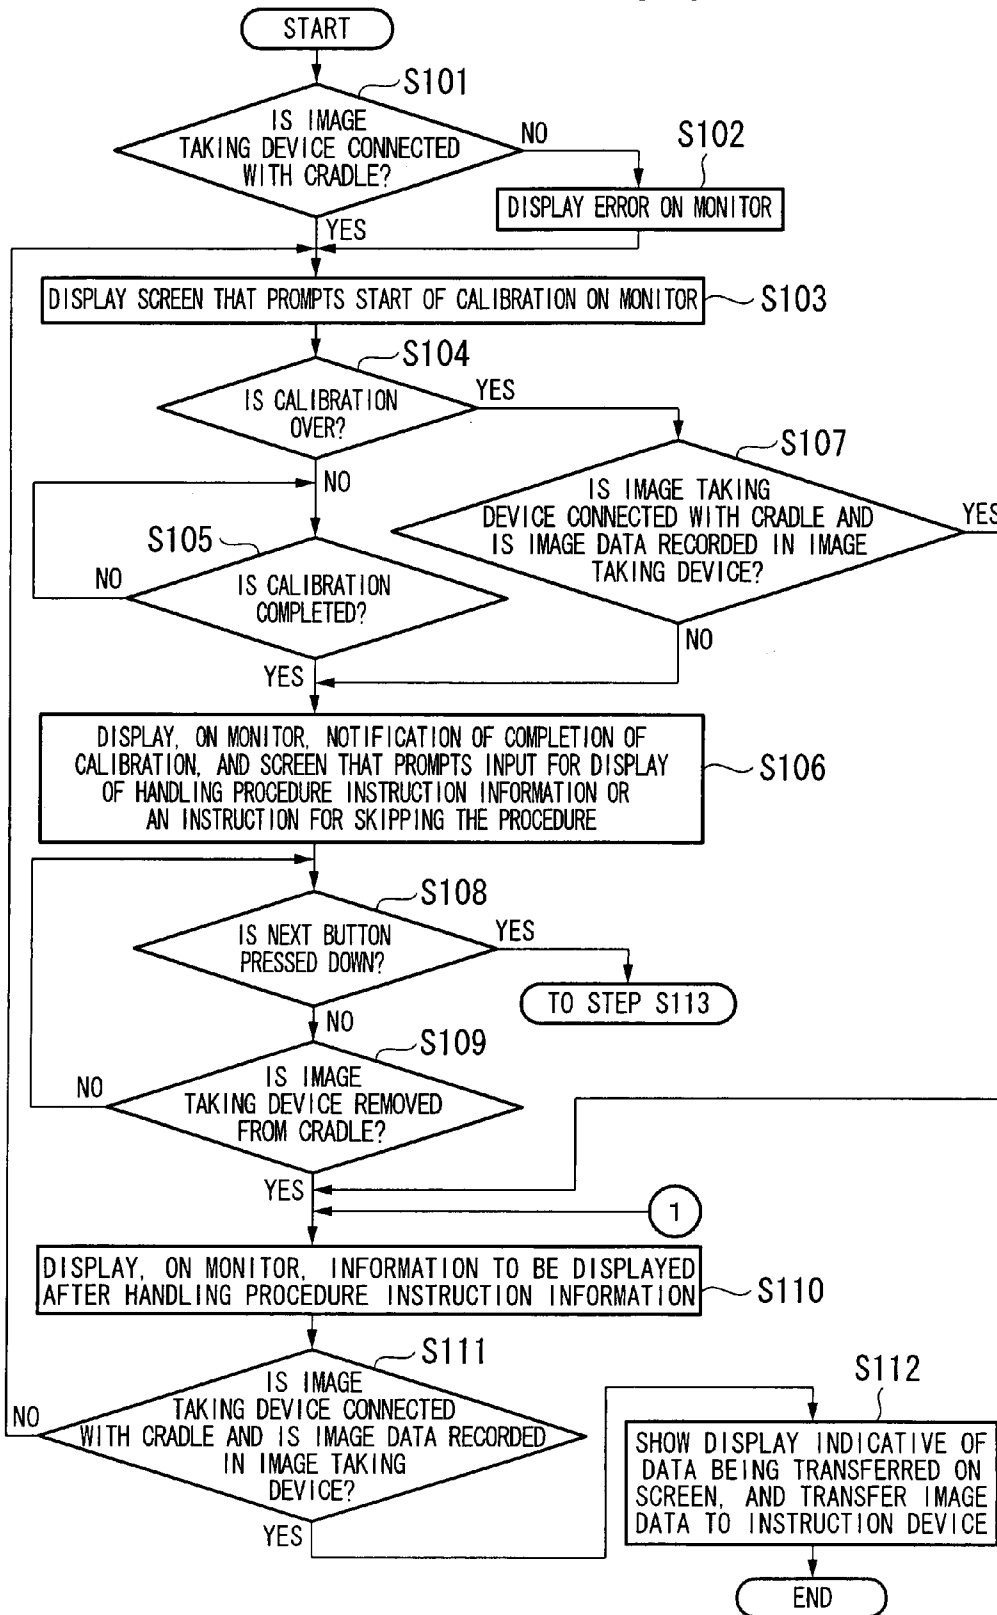 START
S101
IS IMAGE
TAKING DEVICE CONNECTED
WITH CRADLE?
NO
S102
DISPLAY ERROR ON MONITOR
YES
DISPLAY SCREEN THAT PROMPTS START OF CALIBRATION ON MONITOR
S103
S104
IS CALIBRATION
OVER?
YES
NO
S107
IS IMAGE TAKING
DEVICE CONNECTED WITH CRADLE AND
IS IMAGE DATA RECORDED IN IMAGE
TAKING DEVICE?
YES
NO
S105
IS CALIBRATION
COMPLETED?
NO
YES
DISPLAY, ON MONITOR, NOTIFICATION OF COMPLETION OF
CALIBRATION, AND SCREEN THAT PROMPTS INPUT FOR DISPLAY
OF HANDLING PROCEDURE INSTRUCTION INFORMATION OR
AN INSTRUCTION FOR SKIPPING THE PROCEDURE
S106
S108
IS NEXT BUTTON
PRESSED DOWN?
YES
TO STEP S113
NO
S109
IS IMAGE
TAKING DEVICE REMOVED
FROM CRADLE?
NO
YES
1
DISPLAY, ON MONITOR, INFORMATION TO BE DISPLAYED
AFTER HANDLING PROCEDURE INSTRUCTION INFORMATION
S110
S111
IS IMAGE
TAKING DEVICE CONNECTED
WITH CRADLE AND IS IMAGE DATA RECORDED
IN IMAGE TAKING
DEVICE?
NO
YES
S112
SHOW DISPLAY INDICATIVE OF
DATA BEING TRANSFERRED ON
SCREEN, AND TRANSFER IMAGE
DATA TO INSTRUCTION DEVICE
END